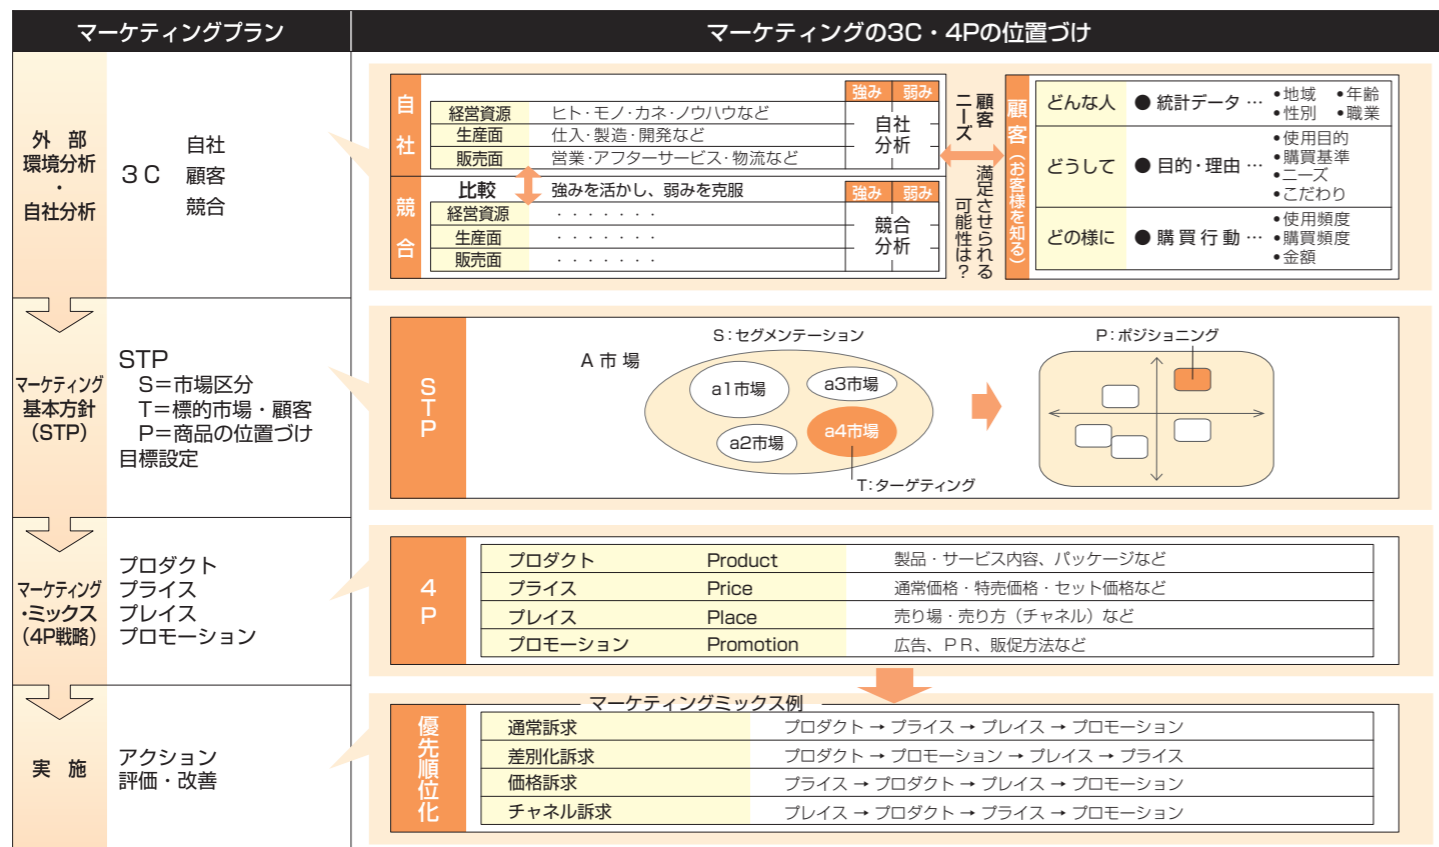 マーケティングプラン
マーケティングの3C・4Pの位置づけ
外 部
環境分析
・
自社分析
3C
自社
顧客
競合
自社
強み 弱み
経営資源 ヒト・モノ・カネ・ノウハウなど
生産面 仕入・製造・開発など
販売面 営業・アフターサービス・物流など
自社
分析
比較 強みを活かし、弱みを克服
競合
強み 弱み
経営資源 ・・・・・・・
生産面 ・・・・・・・
販売面 ・・・・・・・
競合
分析
顧客
ニーズ
満足させられる
可能性は?
顧客(お客様を知る)
どんな人 ● 統計データ … •地域 •年齢
•性別 •職業
どうして ● 目的・理由 … •使用目的
•購買基準
•ニーズ
•こだわり
どの様に ● 購買行動 … •使用頻度
•購買頻度
•金額
マーケティング
基本方針
(STP)
STP
S=市場区分
T=標的市場・顧客
P=商品の位置づけ
目標設定
STP
A市場
S:セグメンテーション
a1市場
a3市場
a2市場
a4市場
T:ターゲティング
P:ポジショニング
マーケティング
・ミックス
(4P戦略)
プロダクト
プライス
プレイス
プロモーション
4P
プロダクト Product 製品・サービス内容、パッケージなど
プライス Price 通常価格・特売価格・セット価格など
プレイス Place 売り場・売り方(チャネル)など
プロモーション Promotion 広告、PR、販促方法など
実 施
アクション
評価・改善
優先順位化
マーケティングミックス例
通常訴求 プロダクト → プライス → プレイス → プロモーション
差別化訴求 プロダクト → プロモーション → プレイス → プライス
価格訴求 プライス → プロダクト → プレイス → プロモーション
チャネル訴求 プレイス → プロダクト → プライス → プロモーション